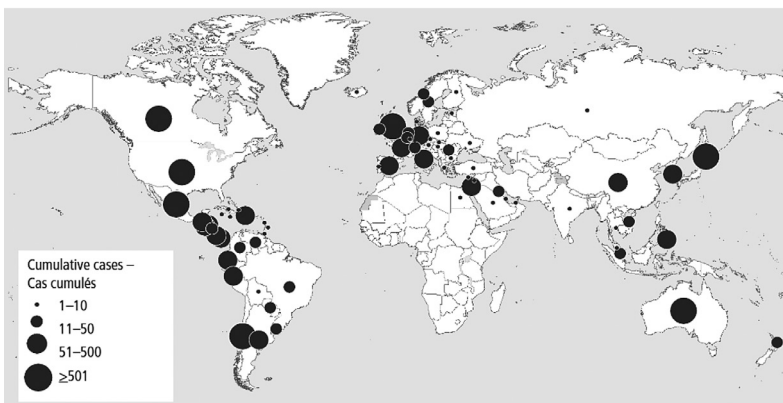 Cumulative cases –
Cas cumulés
1–10
11–50
51–500
≥501